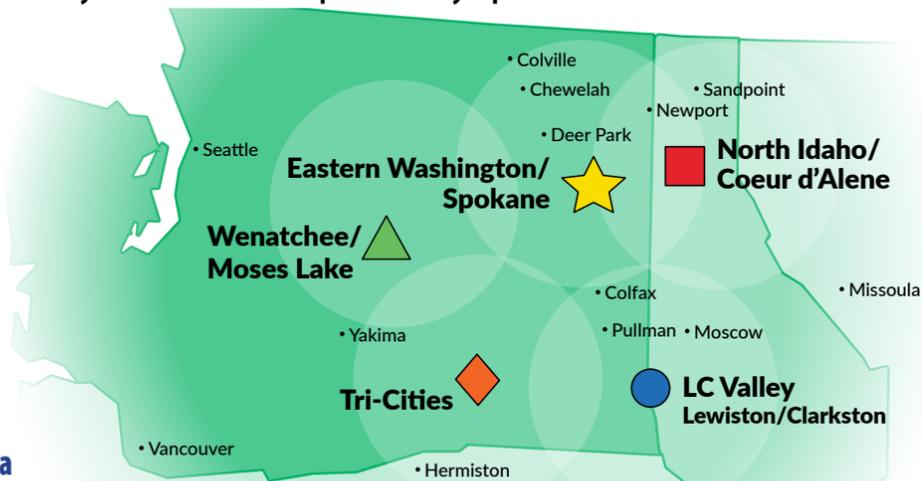 Colville
Chewelah
Sandpoint
Newport
Deer Park
Seattle
North Idaho/
Coeur d'Alene
Eastern Washington/
Spokane
Wenatchee/
Moses Lake
Colfax
Missoula
Yakima
Pullman
Moscow
Tri-Cities
LC Valley
Lewiston/Clarkston
Vancouver
Hermiston